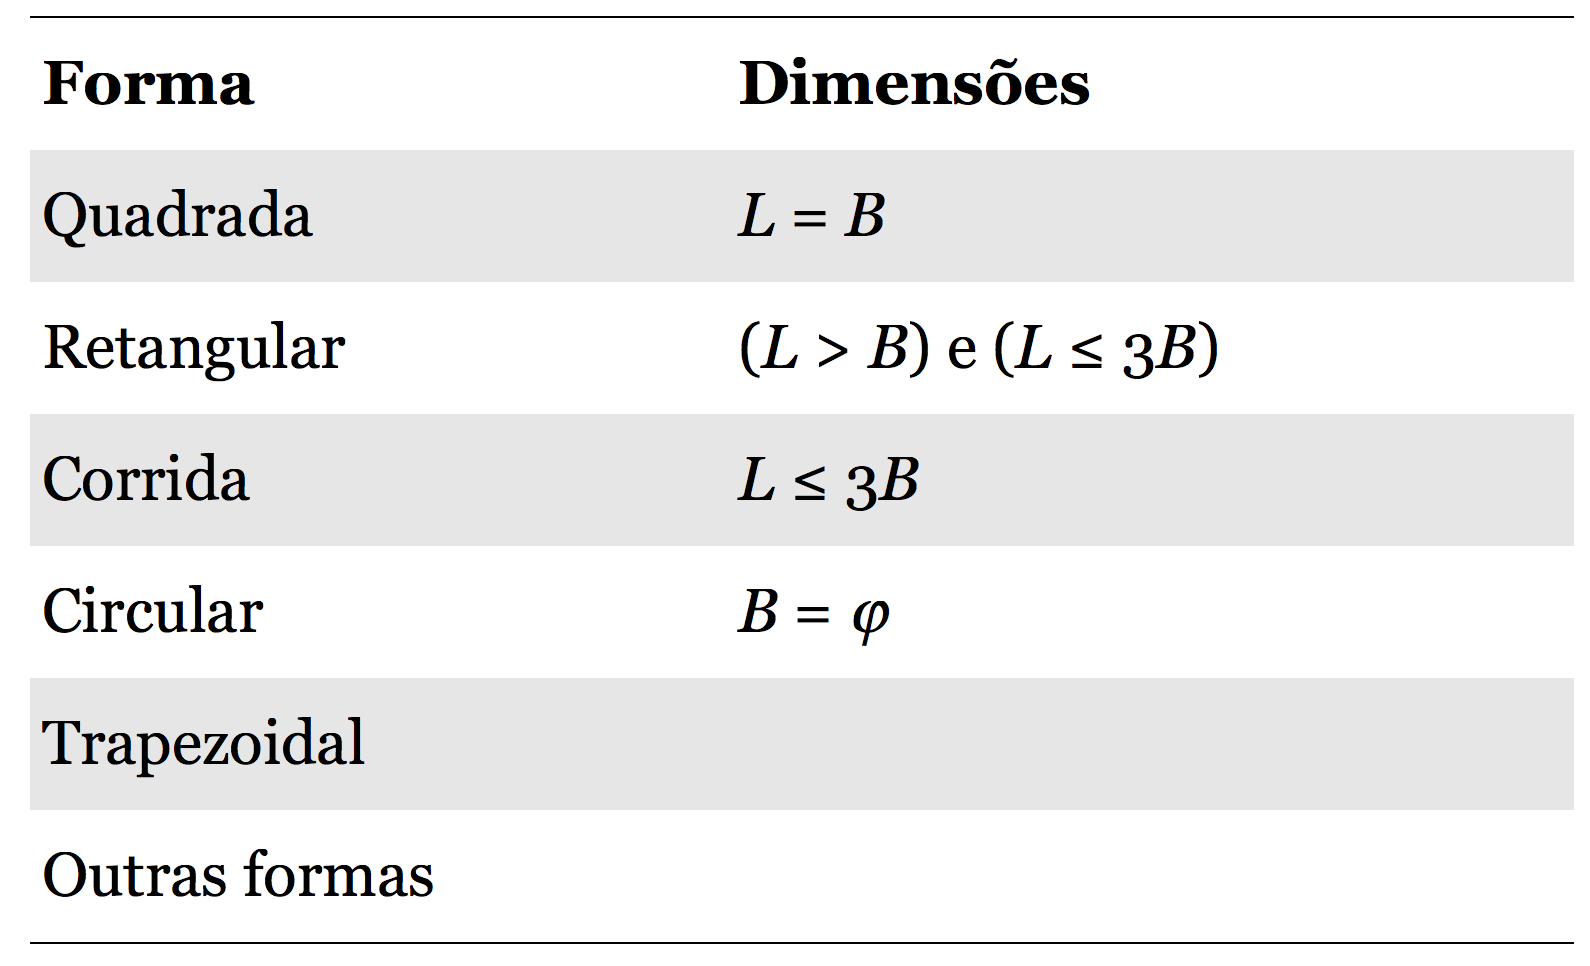 Forma Dimensões
Quadrada L = B
Retangular (L > B) e (L ≤ 3B)
Corrida L ≤ 3B
Circular B = φ
Trapezoidal
Outras formas